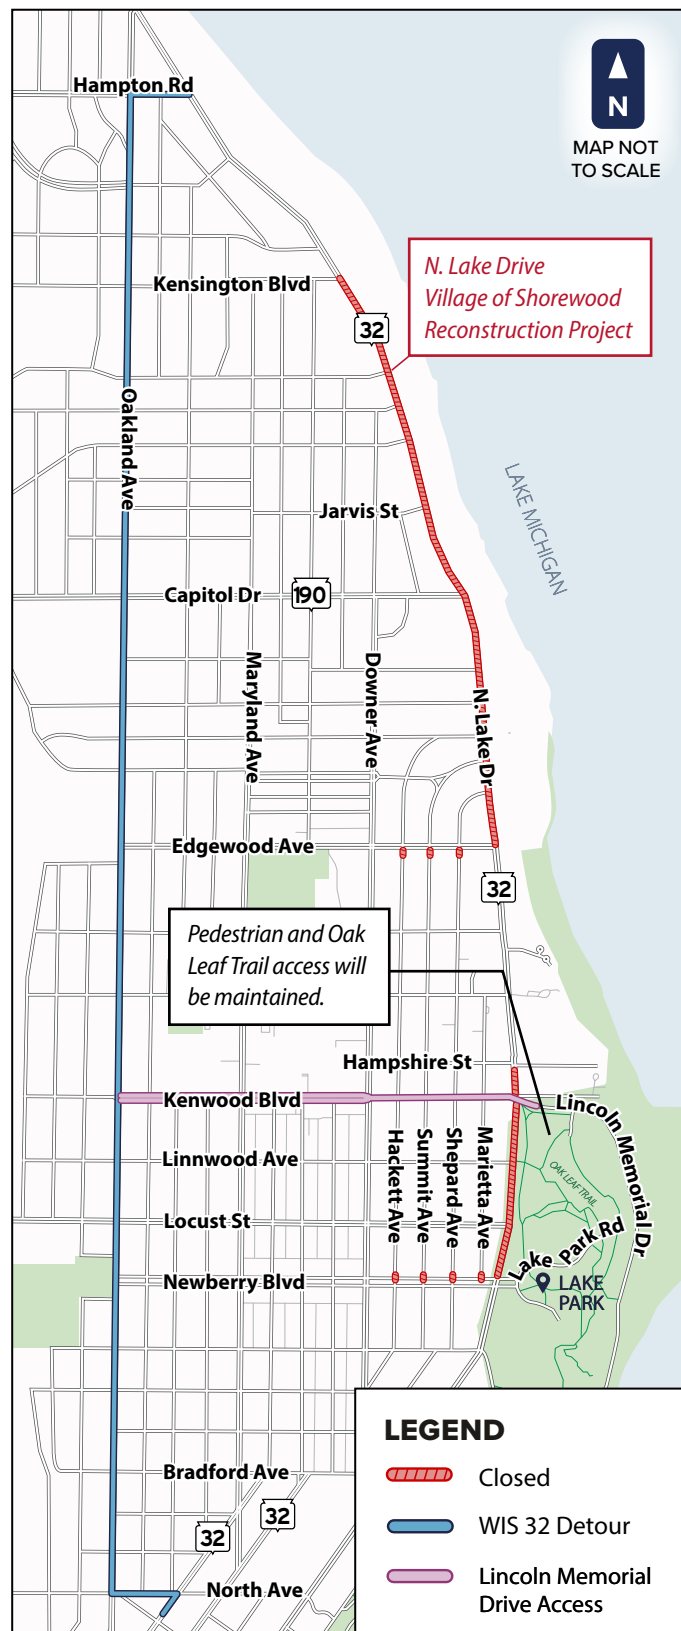 Hampton Rd
N
MAP NOT
TO SCALE
N. Lake Drive
Village of Shorewood
Reconstruction Project
Kensington Blvd
32
Oakland Ave
LAKE MICHIGAN
Jarvis St
Capitol Dr
190
Maryland Ave
Downer Ave
N. Lake Dr
Edgewood Ave
32
Pedestrian and Oak
Leaf Trail access will
be maintained.
Hampshire St
Kenwood Blvd
Lincoln Memorial Dr
Linnwood Ave
Hackett Ave
Summit Ave
Shepard Ave
Marietta Ave
OAK LEAF TRAIL
Locust St
Lake Park Rd
Newberry Blvd
LAKE
PARK
LEGEND
Closed
WIS 32 Detour
Lincoln Memorial
Drive Access
Bradford Ave
32
32
North Ave